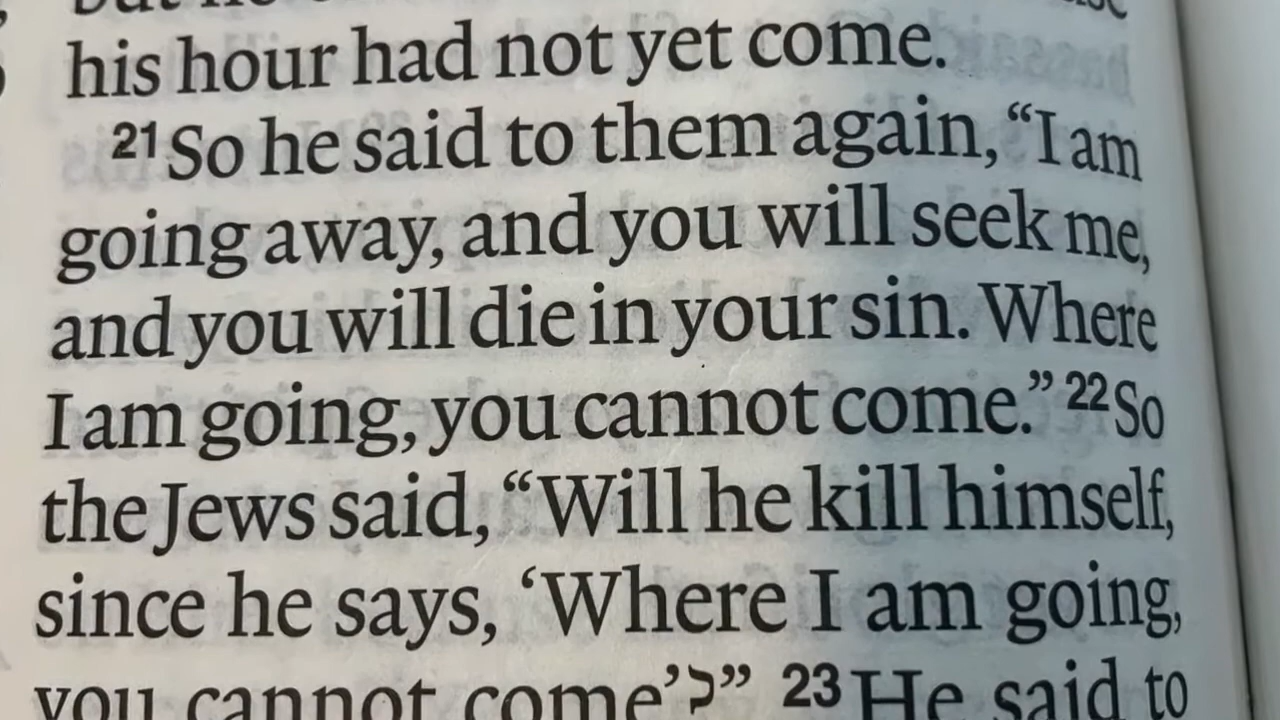 his hour had not yet come.
21 So he said to them again, “I am
going away, and you will seek me,
and you will die in your sin. Where
I am going, you cannot come.” 22 So
the Jews said, “Will he kill himself,
since he says, ‘Where I am going,
you cannot come’?” 23 He said to